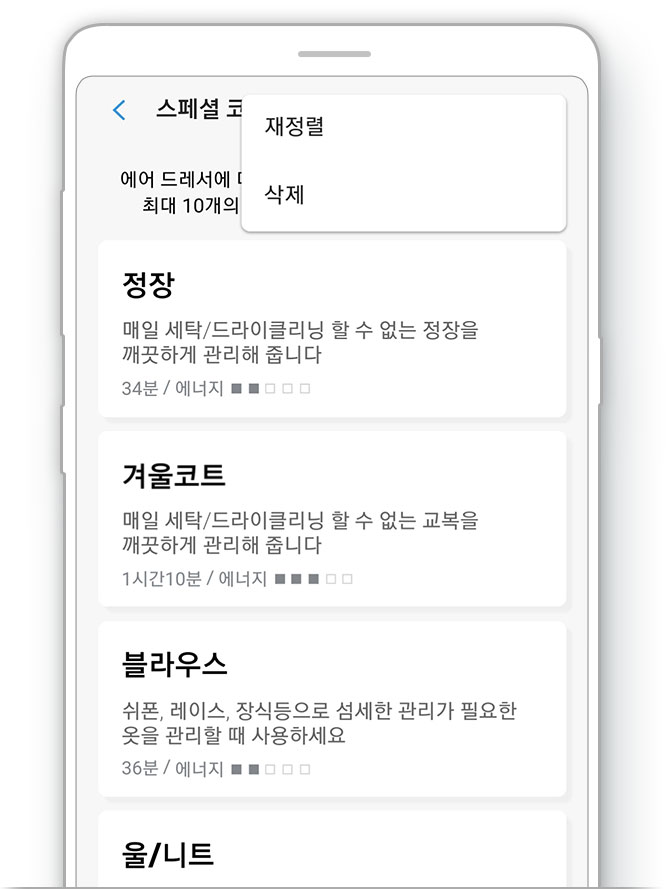 스페셜
재정렬
에어 드레서에
삭제
최대 10개의
정장
매일 세탁/드라이클리닝 할 수 없는 정장을
깨끗하게 관리해 줍니다
34분 / 에너지
겨울코트
매일 세탁/드라이클리닝 할 수 없는 교복을
깨끗하게 관리해 줍니다
1시간10분 / 에너지
블라우스
쉬폰, 레이스, 장식등으로 섬세한 관리가 필요한
옷을 관리할 때 사용하세요
36분 / 에너지
울/니트